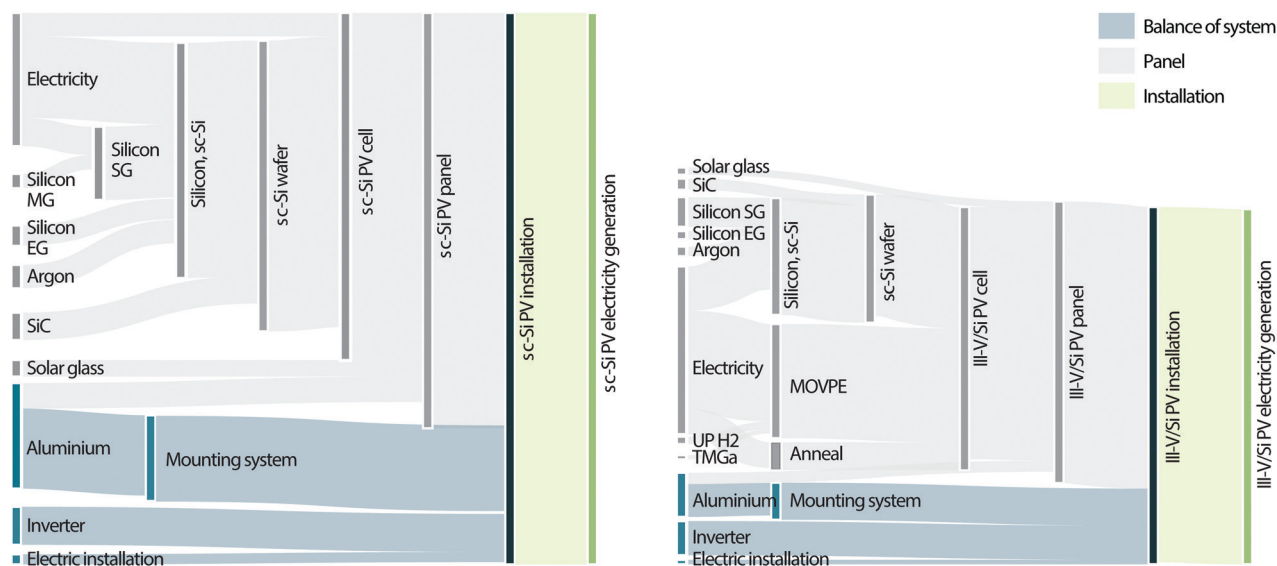 Electricity
Silicon
MG
Silicon
EG
Argon
SiC
Solar glass
Aluminium
Inverter
Electric installation
Silicon
SG
Mounting system
Silicon, sc-Si
sc-Si wafer
sc-Si PV cell
sc-Si PV panel
sc-Si PV installation
sc-Si PV electricity generation
Solar glass
SiC
Silicon SG
Silicon EG
Argon
Electricity
UP H2
TMGa
Aluminium
Inverter
Electric installation
Silicon, sc-Si
MOVPE
Anneal
Mounting system
sc-Si wafer
III-V/Si PV cell
III-V/Si PV panel
III-V/Si PV installation
III-V/Si PV electricity generation
Balance of system
Panel
Installation